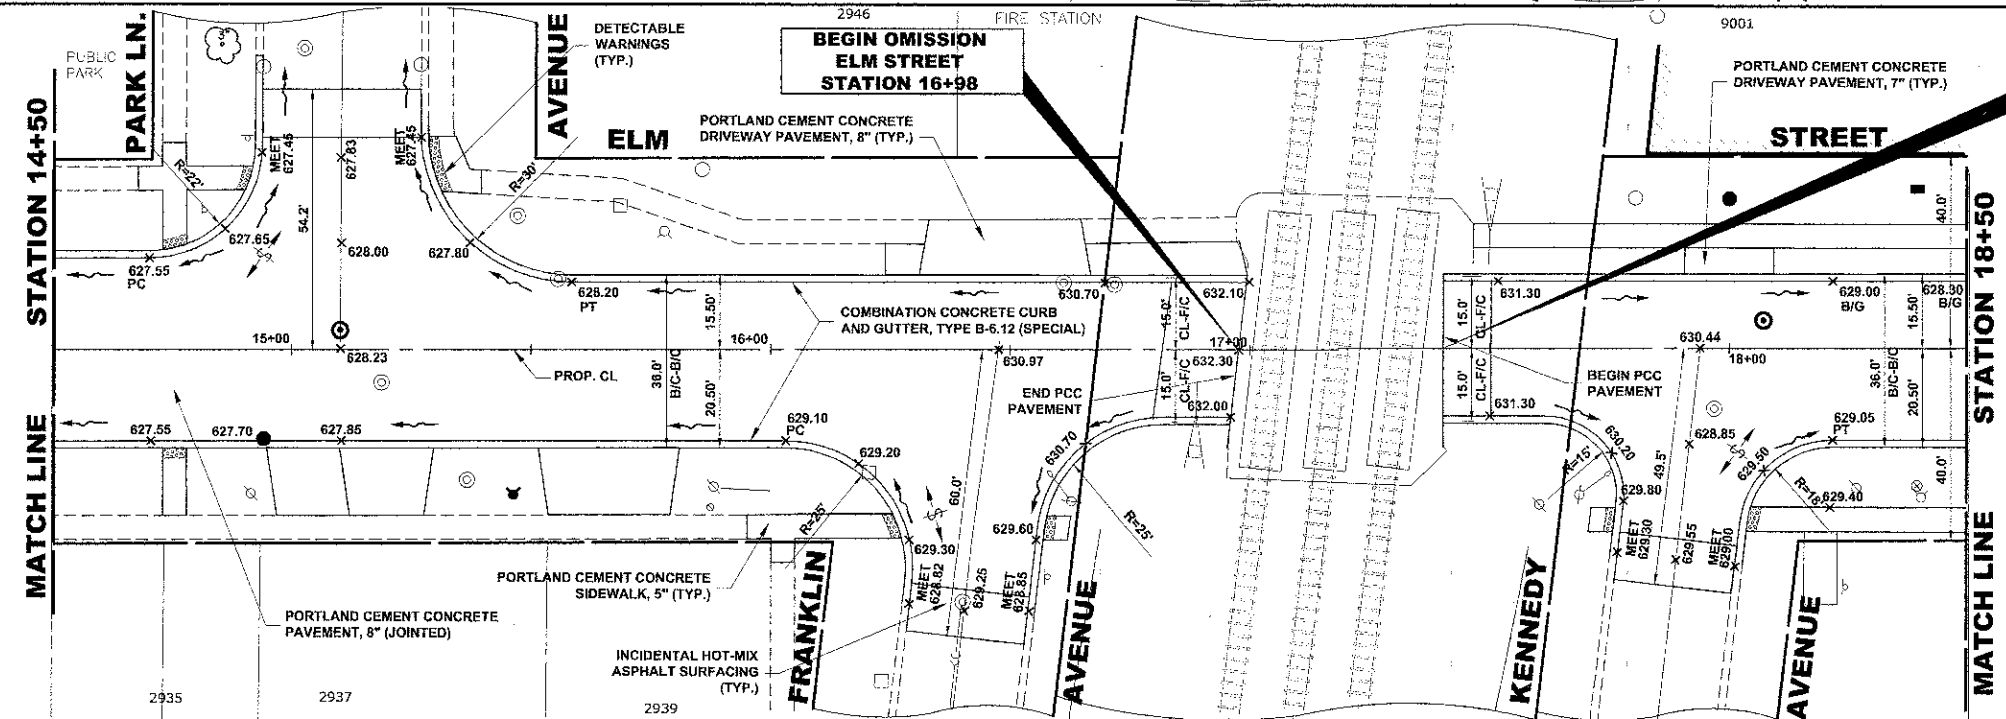 2946
FIRE STATION
9001
PUBLIC
PARK
PARK LN.
AVENUE
DETECTABLE
WARNINGS
(TYP.)
BEGIN OMISSION
ELM STREET
STATION 16+98
PORTLAND CEMENT CONCRETE
DRIVEWAY PAVEMENT, 7" (TYP.)
PORTLAND CEMENT CONCRETE
DRIVEWAY PAVEMENT, 8" (TYP.)
ELM
STREET
MATCH LINE STATION 14+50
MEET
627.45
627.83
MEET
627.45
R=22'
R=30'
54.2'
40.0'
627.65
628.00
627.80
627.55
PC
628.20
PT
630.70
632.10
631.30
629.00
B/G
628.30
B/G
COMBINATION CONCRETE CURB
AND GUTTER, TYPE B-6.12 (SPECIAL)
15.50'
15.0'
CL-F/C
15.0'
CL-F/C
15.50'
15+00
628.23
16+00
630.97
17+00
632.30
630.44
18+00
PROP. CL
36.0'
B/C-B/C
20.50'
15.0'
CL-F/C
15.0'
CL-F/C
36.0'
B/C-B/C
20.50'
END PCC
PAVEMENT
BEGIN PCC
PAVEMENT
632.00
631.30
627.55
627.70
627.85
629.10
PC
629.20
630.70
630.20
628.85
629.05
PT
629.50
R=15'
49.5'
R=18'
629.40
40.0'
629.80
R=25'
60.0'
629.60
R=25'
629.30
MEET
628.82
629.25
MEET
628.85
MEET
629.30
629.55
MEET
629.00
PORTLAND CEMENT CONCRETE
SIDEWALK, 5" (TYP.)
PORTLAND CEMENT CONCRETE
PAVEMENT, 8" (JOINTED)
INCIDENTAL HOT-MIX
ASPHALT SURFACING
(TYP.)
FRANKLIN
AVENUE
KENNEDY
AVENUE
MATCH LINE STATION 18+50
2935
2937
2939